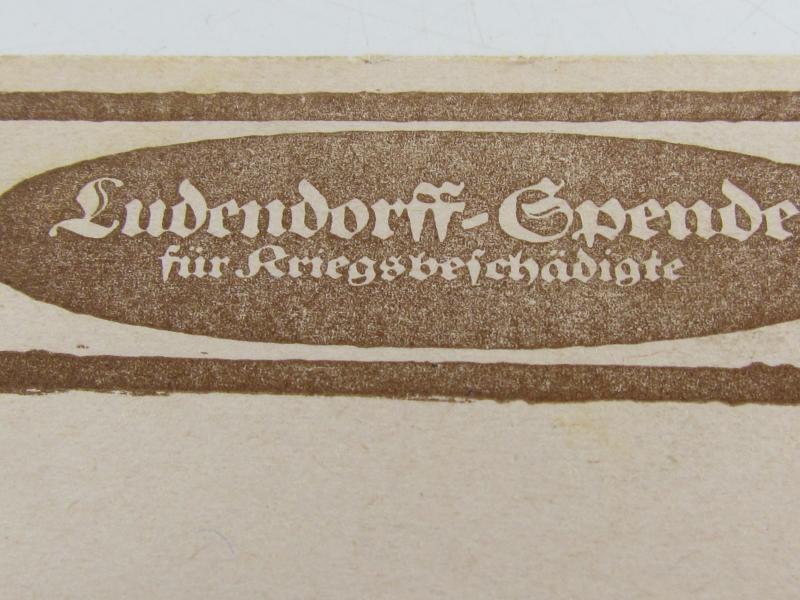 Ludendorff-Spende
für Kriegsbeſchädigte